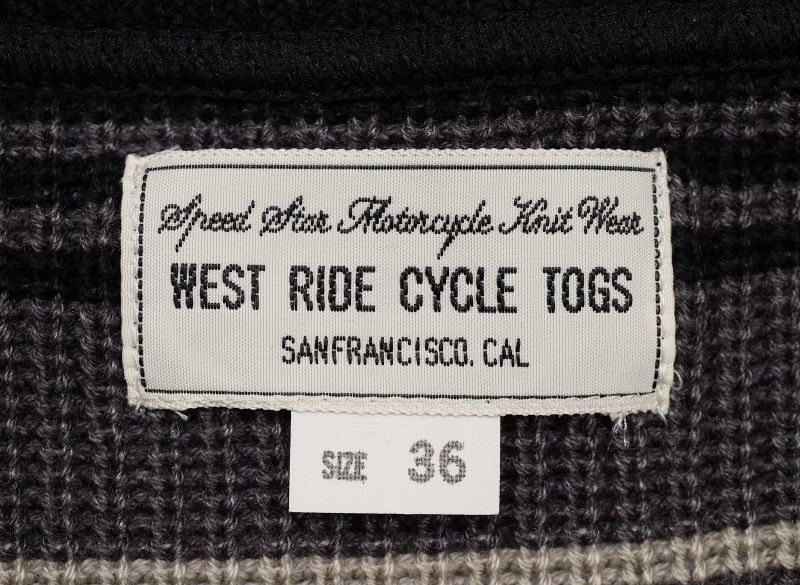 Speed Star Motorcycle Knit Wear
WEST RIDE CYCLE TOGS
SANFRANCISCO. CAL
SIZE 36